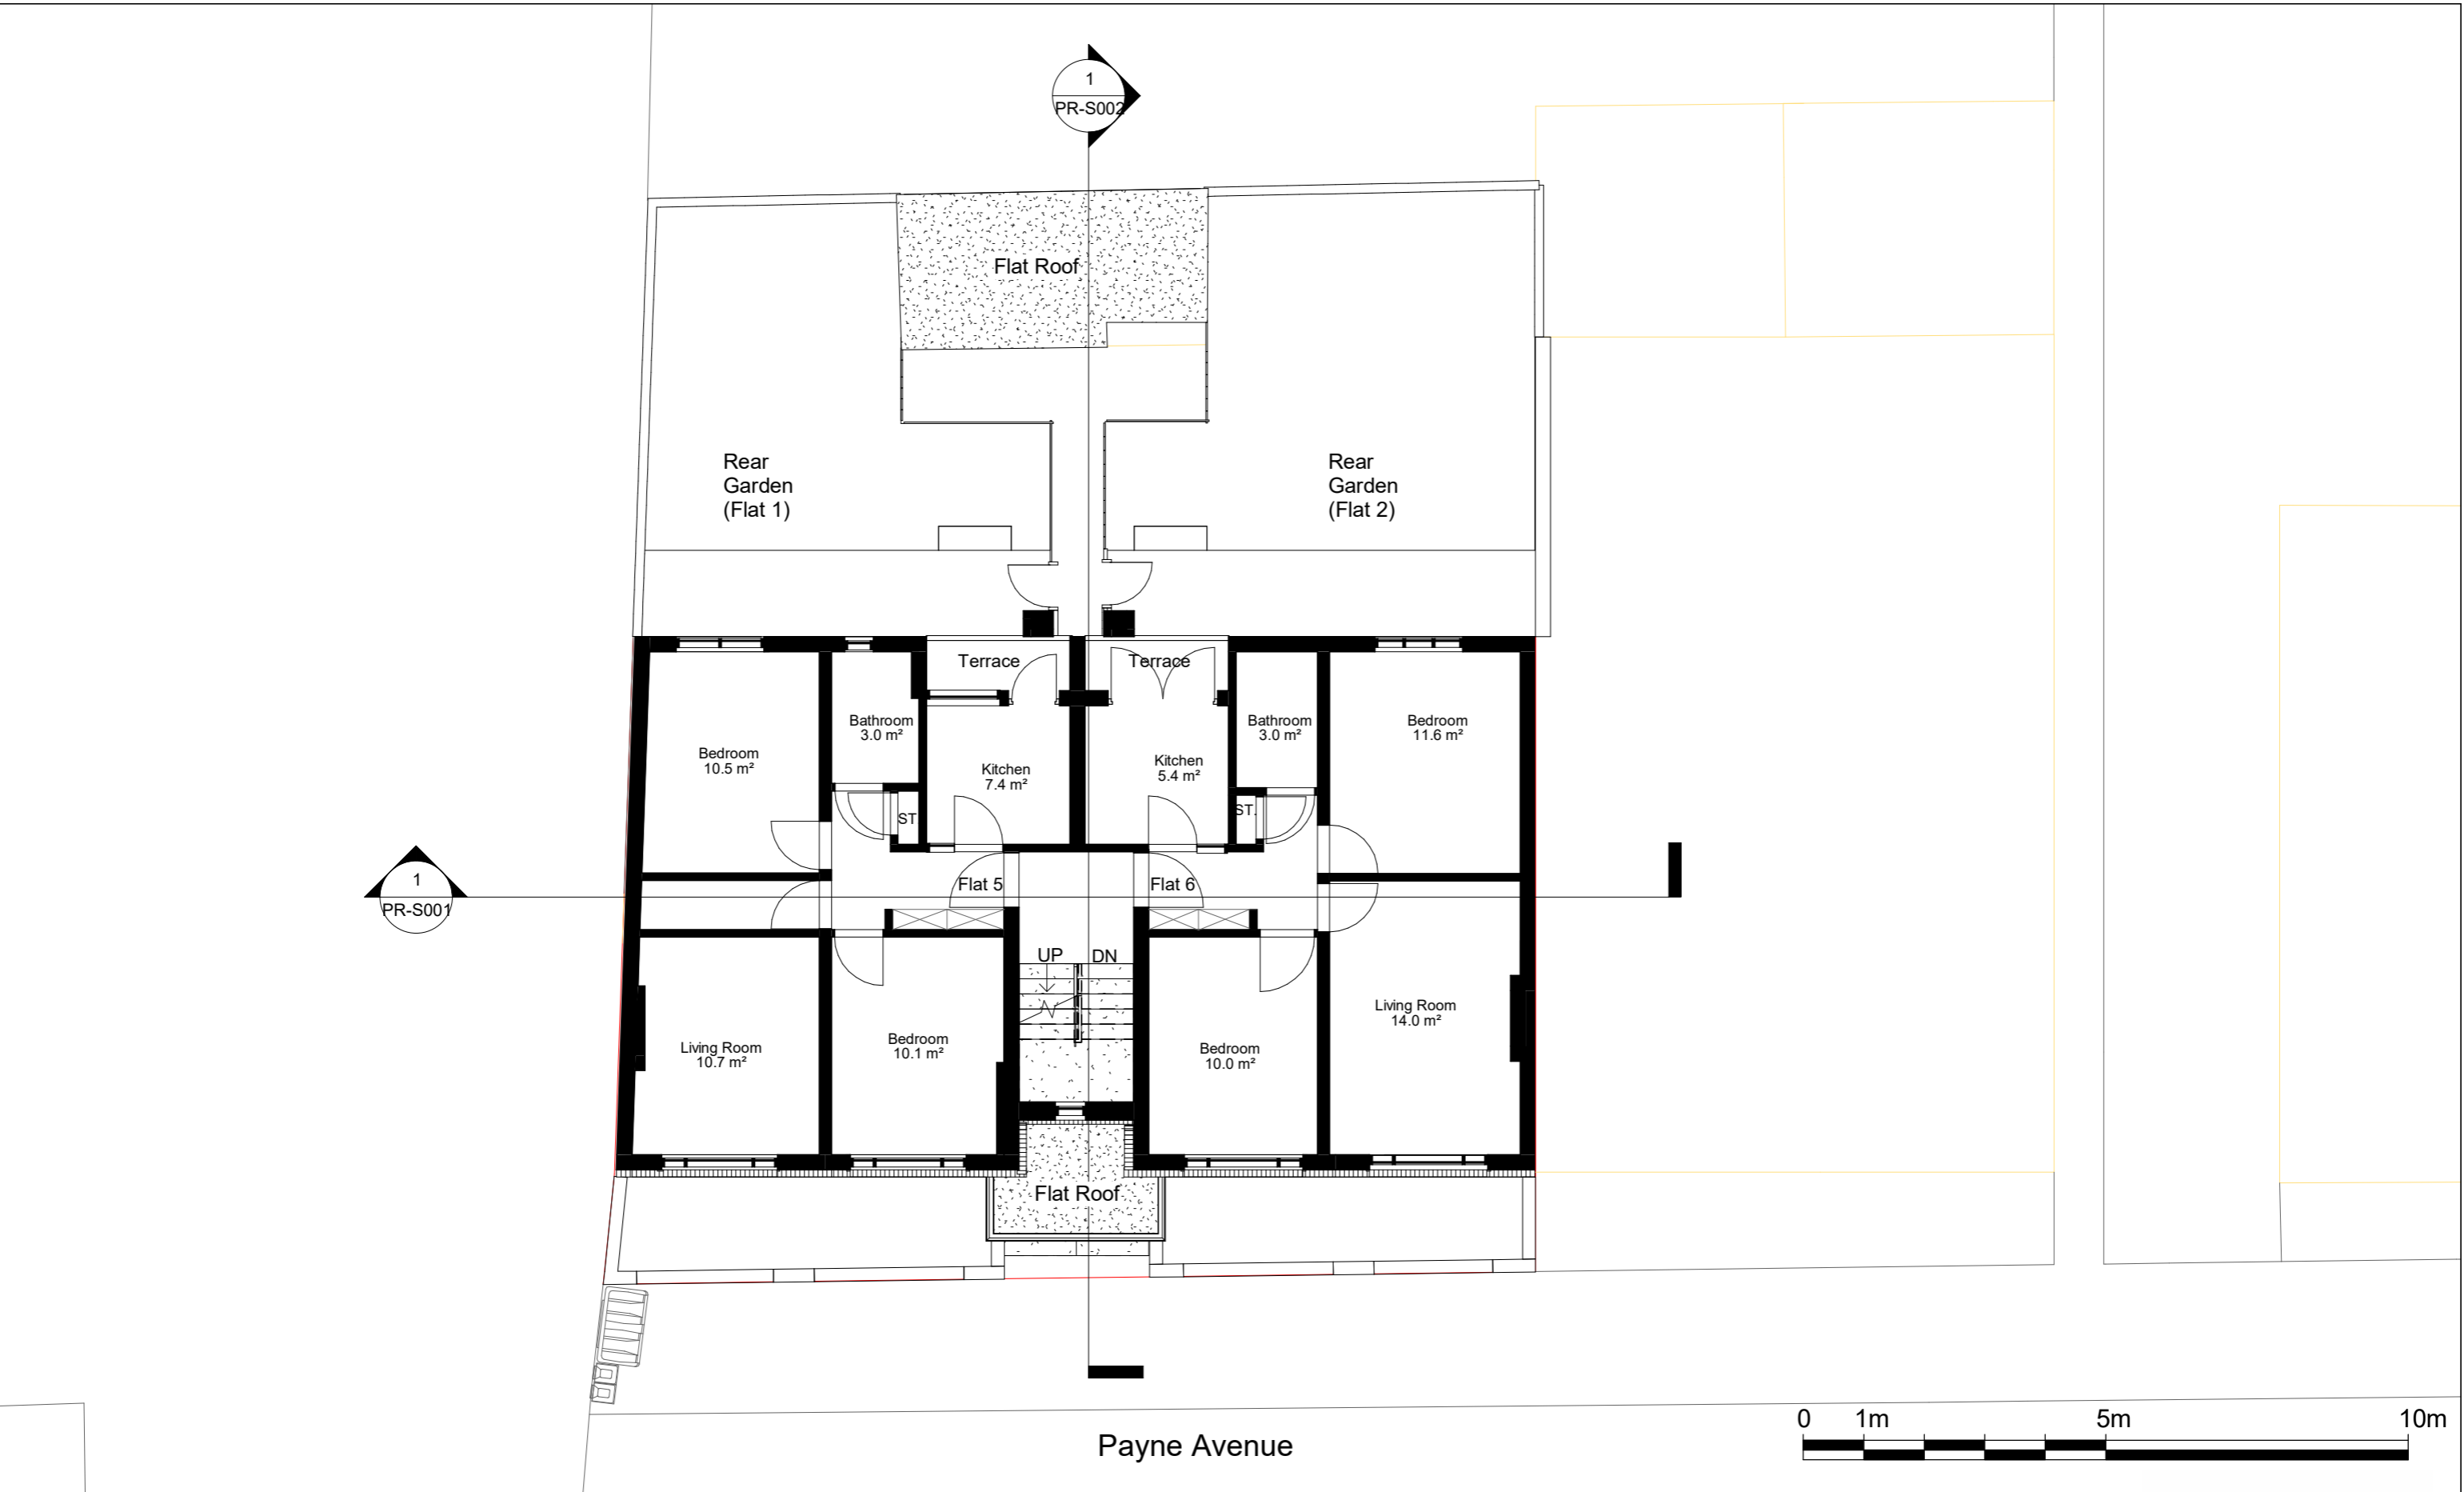 1
PR-S002
Flat Roof
Rear
Garden
(Flat 1)
Rear
Garden
(Flat 2)
Terrace
Terrace
Bathroom
3.0 m²
Bathroom
3.0 m²
Bedroom
11.6 m²
Bedroom
10.5 m²
Kitchen
7.4 m²
Kitchen
5.4 m²
ST
ST.
1
PR-S001
Flat 5
Flat 6
UP
DN
Living Room
14.0 m²
Living Room
10.7 m²
Bedroom
10.1 m²
Bedroom
10.0 m²
Flat Roof
0 1m 5m 10m
Payne Avenue